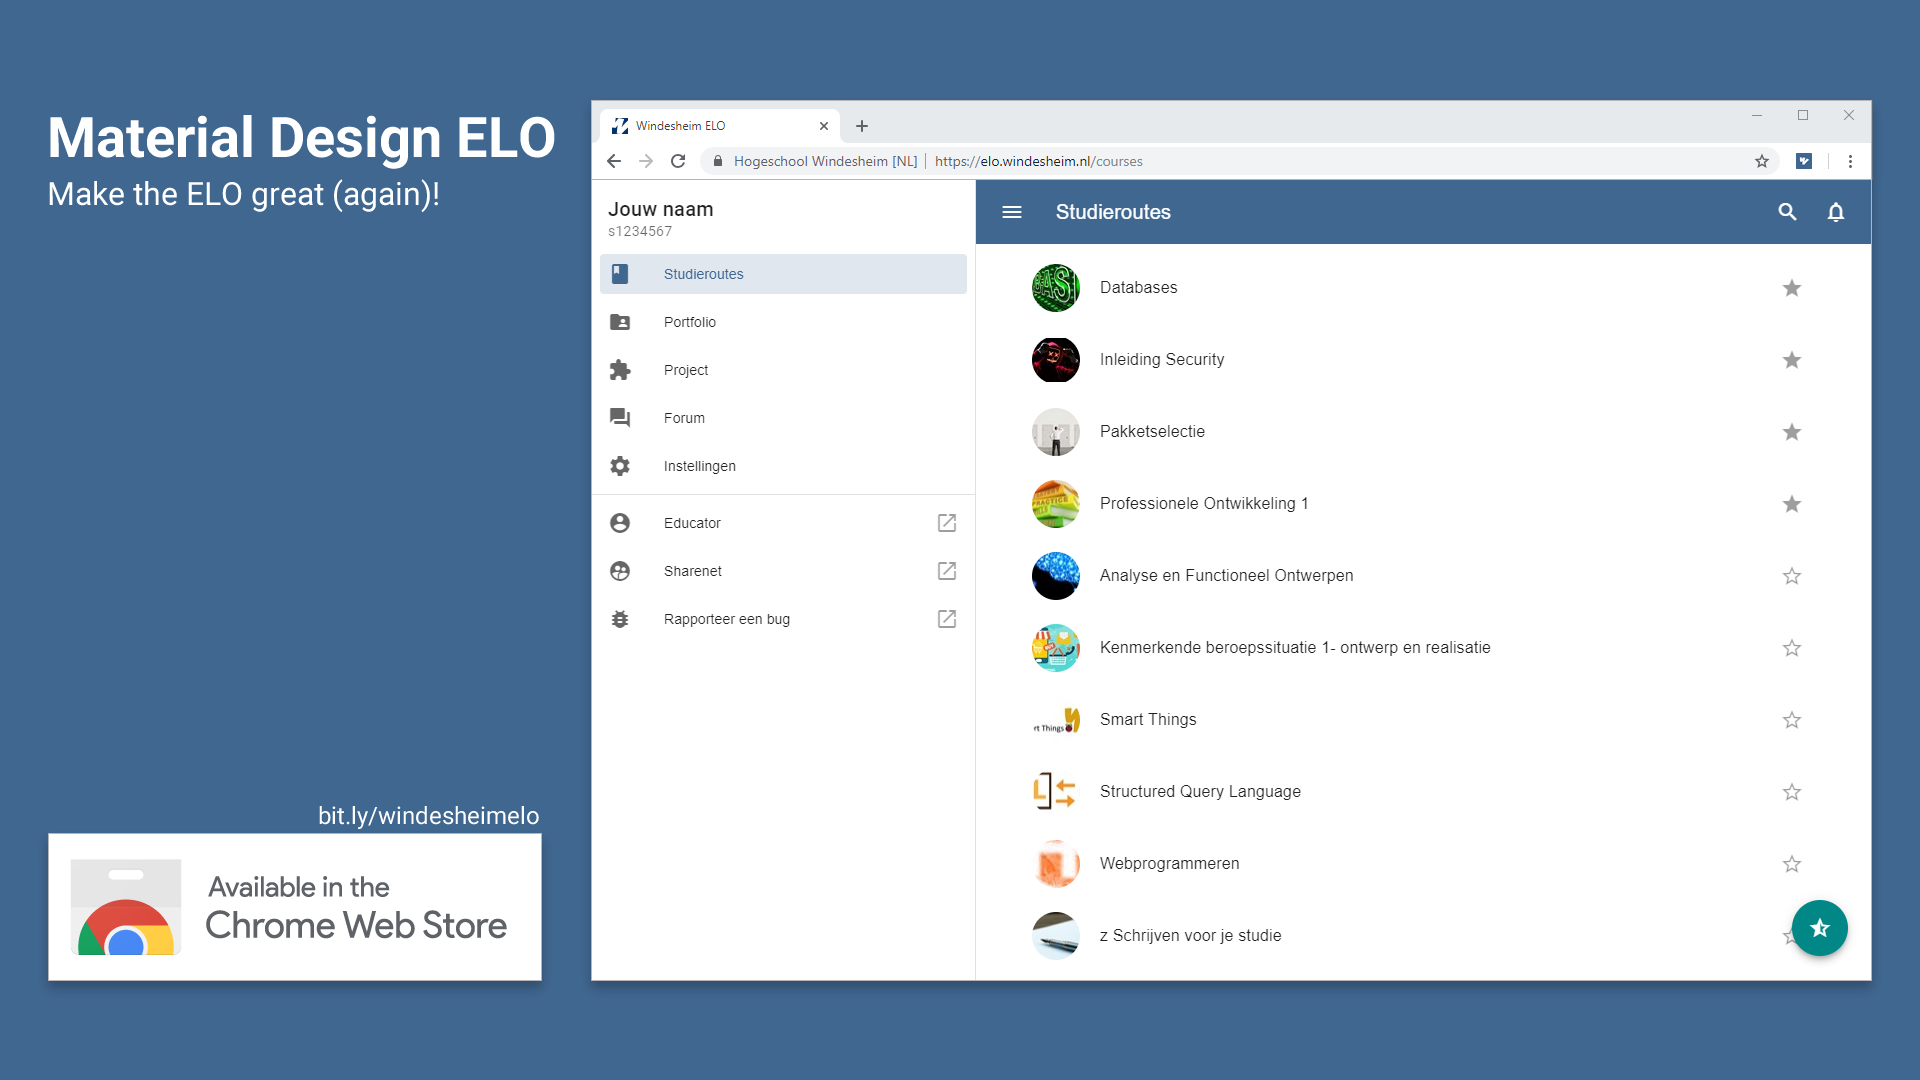 Material Design ELO
Make the ELO great (again)!
bit.ly/windesheimelo
Available in the
Chrome Web Store
Windesheim ELO
Hogeschool Windesheim [NL] | https://elo.windesheim.nl/courses
Jouw naam
s1234567
Studieroutes
Portfolio
Project
Forum
Instellingen
Educator
Sharenet
Rapporteer een bug
Studieroutes
Databases
Inleiding Security
Pakketselectie
Professionele Ontwikkeling 1
Analyse en Functioneel Ontwerpen
Kenmerkende beroepssituatie 1- ontwerp en realisatie
rt Things
Smart Things
Structured Query Language
Webprogrammeren
z Schrijven voor je studie